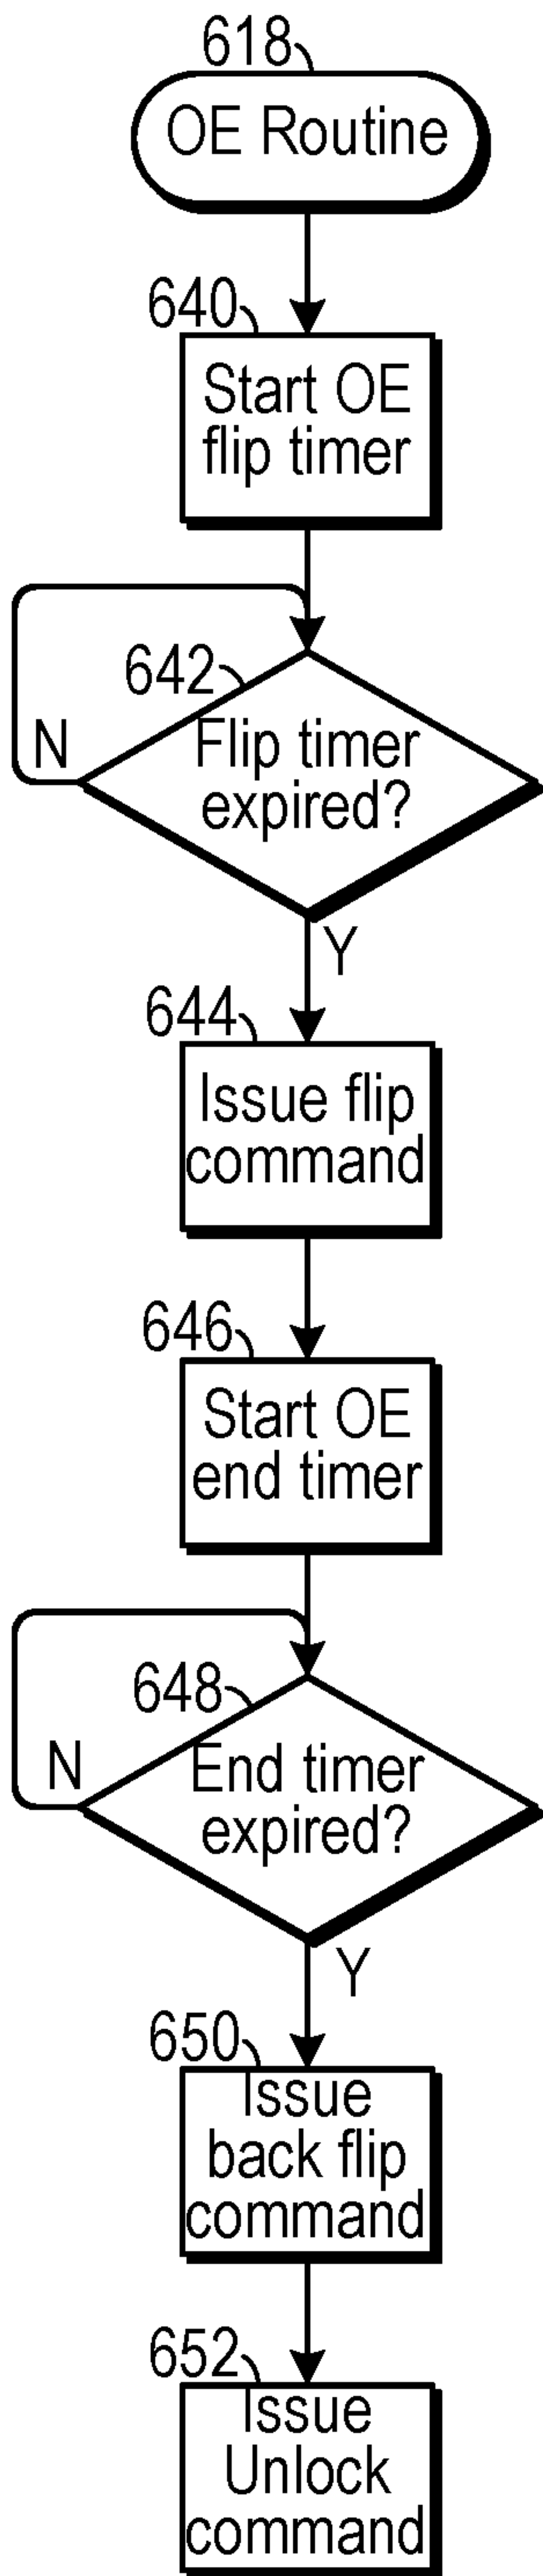 618
OE Routine
640
Start OE
flip timer
642
N
Flip timer
expired?
Y
644
Issue flip
command
646
Start OE
end timer
648
N
End timer
expired?
Y
650
Issue
back flip
command
652
Issue
Unlock
command